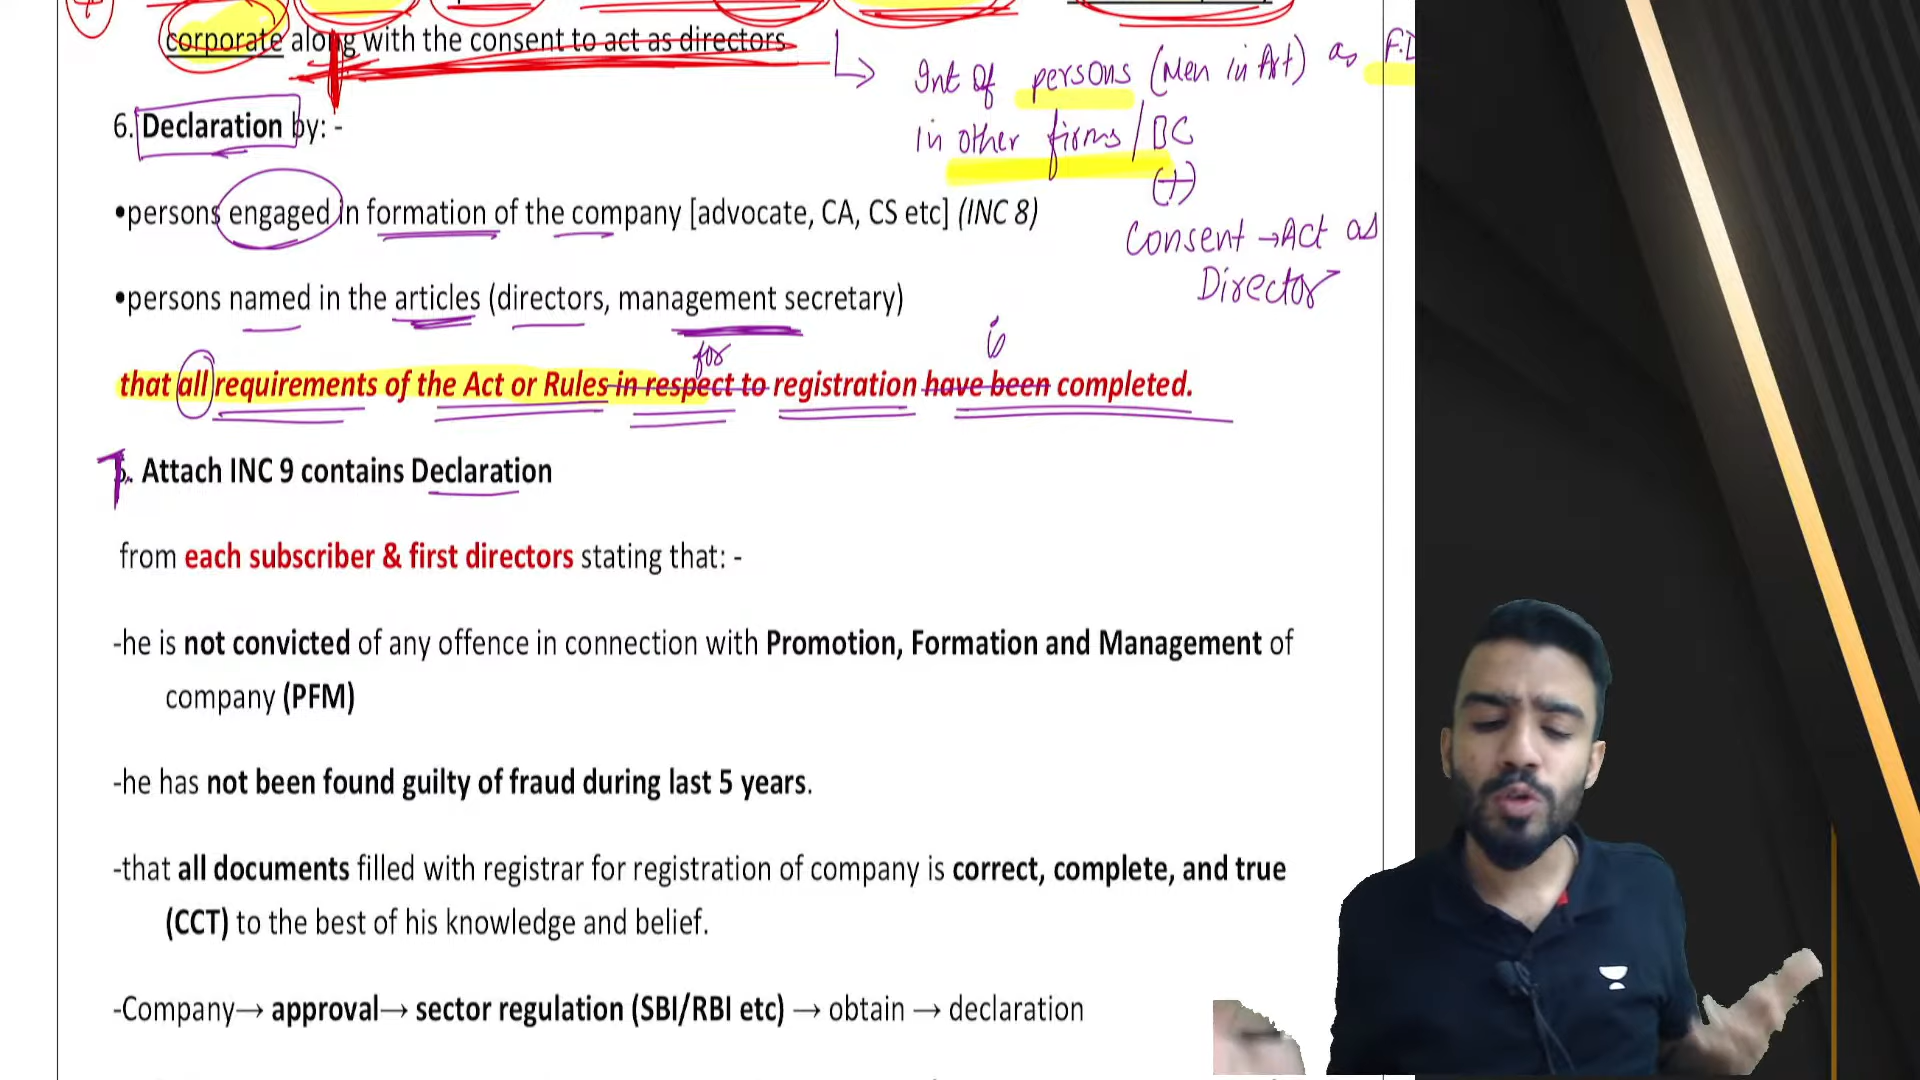 corporate along with the consent to act as directors
Int of persons (Men in Art) as F.D
in other firms / BC
(+)
Consent → Act as
Director
6. Declaration by: -
•persons engaged in formation of the company [advocate, CA, CS etc] (INC 8)
•persons named in the articles (directors, management secretary)
for is
that all requirements of the Act or Rules in respect to registration have been completed.
7. Attach INC 9 contains Declaration
from each subscriber & first directors stating that: -
-he is not convicted of any offence in connection with Promotion, Formation and Management of
company (PFM)
-he has not been found guilty of fraud during last 5 years.
-that all documents filled with registrar for registration of company is correct, complete, and true
(CCT) to the best of his knowledge and belief.
-Company→ approval→ sector regulation (SBI/RBI etc) → obtain → declaration